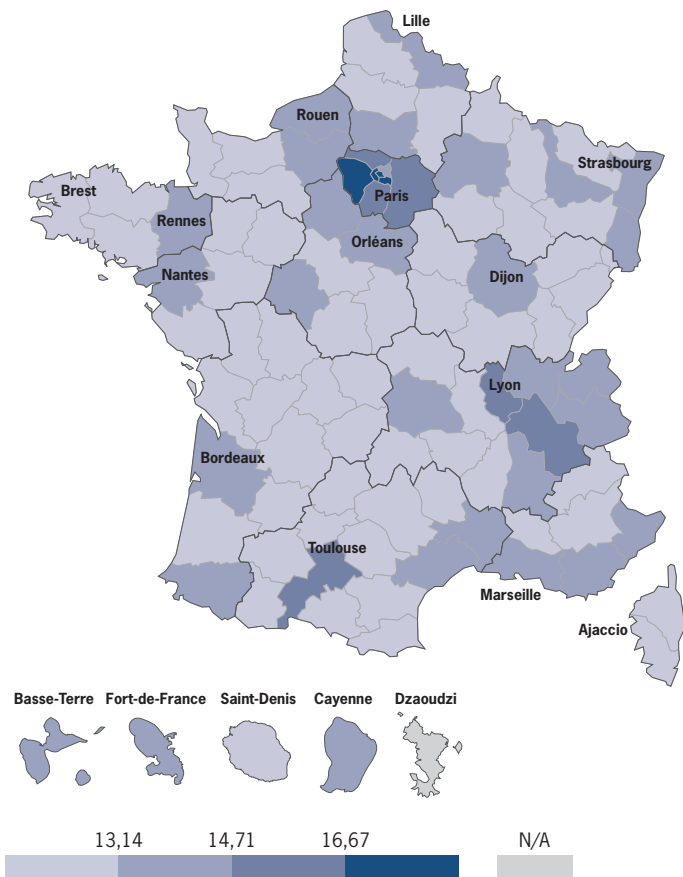 Lille
Rouen
Strasbourg
Paris
Brest
Rennes
Orléans
Nantes
Dijon
Lyon
Bordeaux
Toulouse
Marseille
Ajaccio
Basse-Terre Fort-de-France Saint-Denis Cayenne Dzaoudzi
13,14 14,71 16,67 N/A